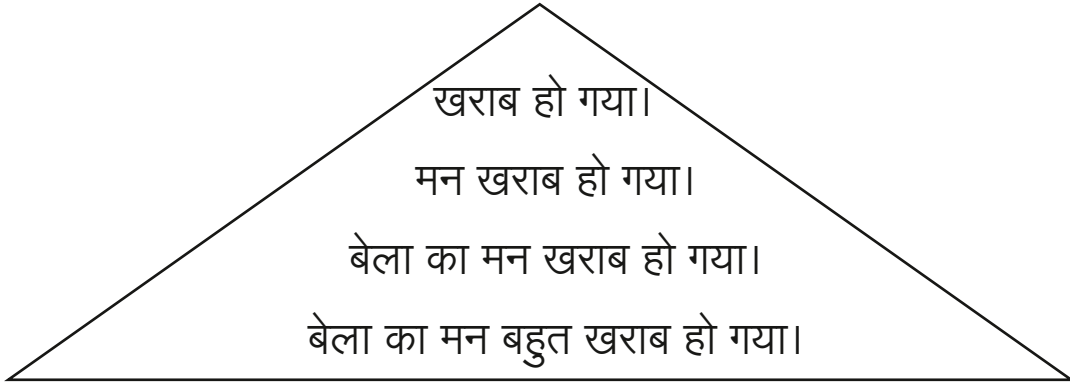 खराब हो गया।
मन खराब हो गया।
बेला का मन खराब हो गया।
बेला का मन बहुत खराब हो गया।